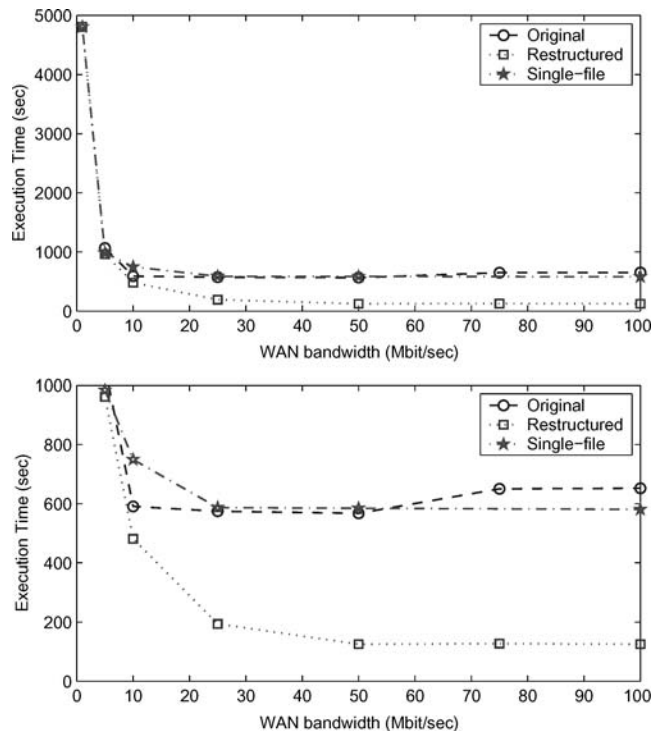 5000
4000
3000
2000
1000
0
Execution Time (sec)
Original
Restructured
Single-file
0 10 20 30 40 50 60 70 80 90 100
WAN bandwidth (Mbit/sec)
1000
800
600
400
200
0
Execution Time (sec)
Original
Restructured
Single-file
0 10 20 30 40 50 60 70 80 90 100
WAN bandwidth (Mbit/sec)